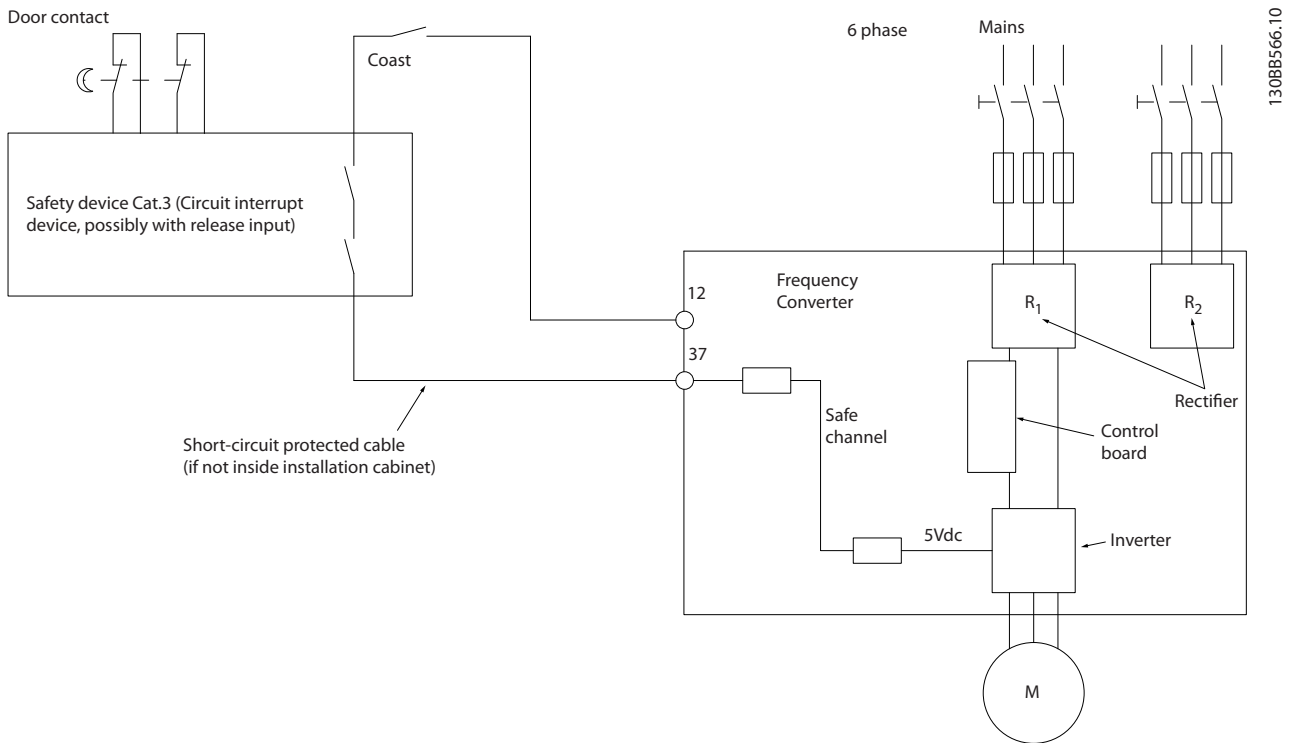 Door contact
Coast
6 phase
Mains
130BB566.10
Safety device Cat.3 (Circuit interrupt
device, possibly with release input)
12
37
Frequency
Converter
R1
R2
Rectifier
Safe
channel
Control
board
Short-circuit protected cable
(if not inside installation cabinet)
5Vdc
Inverter
M